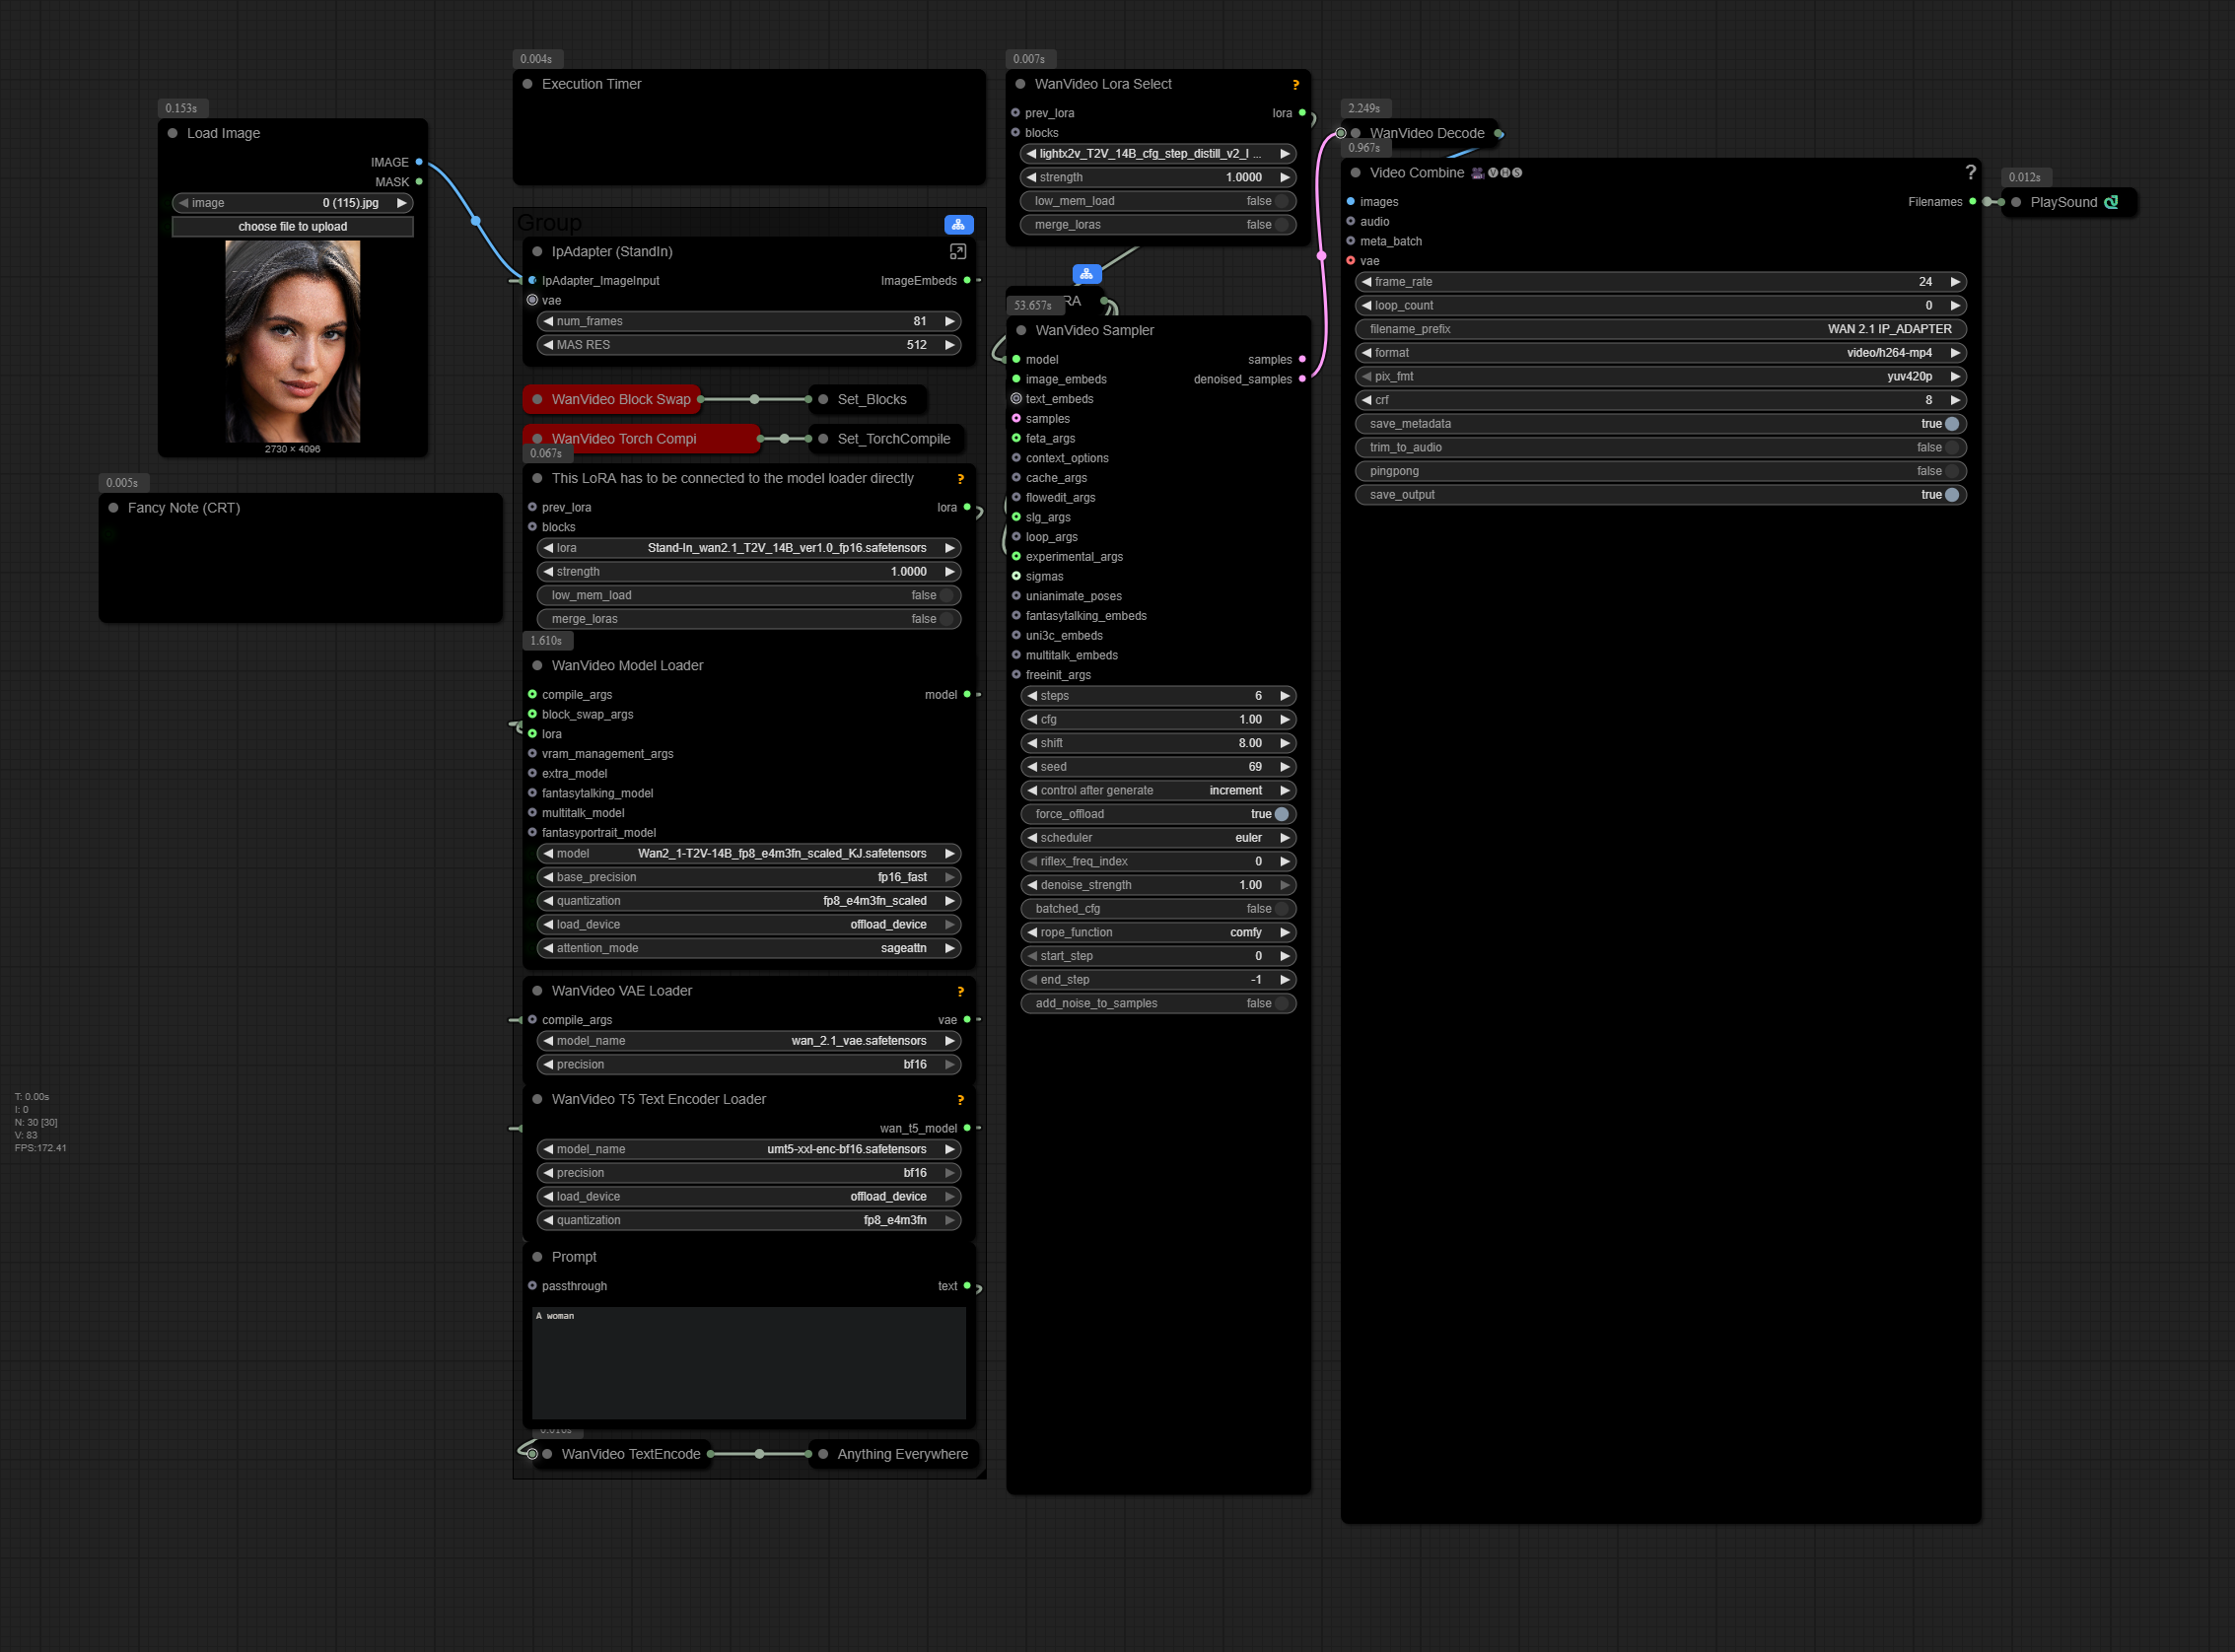 0.153s
Load Image
IMAGE
MASK
image 0 (115).jpg
choose file to upload
2730 × 4096
0.005s
Fancy Note (CRT)
T: 0.00s
I: 0
N: 30 [30]
V: 83
FPS:172.41
0.004s
Execution Timer
Group
IpAdapter (StandIn)
IpAdapter_ImageInput ImageEmbeds
vae
num_frames 81
MAS RES 512
WanVideo Block Swap Set_Blocks
WanVideo Torch Compi Set_TorchCompile
0.067s
This LoRA has to be connected to the model loader directly ?
prev_lora lora
blocks
lora Stand-In_wan2.1_T2V_14B_ver1.0_fp16.safetensors
strength 1.0000
low_mem_load false
merge_loras false
1.610s
WanVideo Model Loader
compile_args model
block_swap_args
lora
vram_management_args
extra_model
fantasytalking_model
multitalk_model
fantasyportrait_model
model Wan2_1-T2V-14B_fp8_e4m3fn_scaled_KJ.safetensors
base_precision fp16_fast
quantization fp8_e4m3fn_scaled
load_device offload_device
attention_mode sageattn
WanVideo VAE Loader ?
compile_args vae
model_name wan_2.1_vae.safetensors
precision bf16
WanVideo T5 Text Encoder Loader ?
wan_t5_model
model_name umt5-xxl-enc-bf16.safetensors
precision bf16
load_device offload_device
quantization fp8_e4m3fn
Prompt
passthrough text
A woman
WanVideo TextEncode Anything Everywhere
0.007s
WanVideo Lora Select ?
prev_lora lora
blocks
lightx2v_T2V_14B_cfg_step_distill_v2_l ...
strength 1.0000
low_mem_load false
merge_loras false
RA
53.657s
WanVideo Sampler
model samples
image_embeds denoised_samples
text_embeds
samples
feta_args
context_options
cache_args
flowedit_args
slg_args
loop_args
experimental_args
sigmas
unianimate_poses
fantasytalking_embeds
uni3c_embeds
multitalk_embeds
freeinit_args
steps 6
cfg 1.00
shift 8.00
seed 69
control after generate increment
force_offload true
scheduler euler
riflex_freq_index 0
denoise_strength 1.00
batched_cfg false
rope_function comfy
start_step 0
end_step -1
add_noise_to_samples false
2.249s
WanVideo Decode
0.967s
Video Combine VHS ?
images Filenames
audio
meta_batch
vae
frame_rate 24
loop_count 0
filename_prefix WAN 2.1 IP_ADAPTER
format video/h264-mp4
pix_fmt yuv420p
crf 8
save_metadata true
trim_to_audio false
pingpong false
save_output true
0.012s
PlaySound